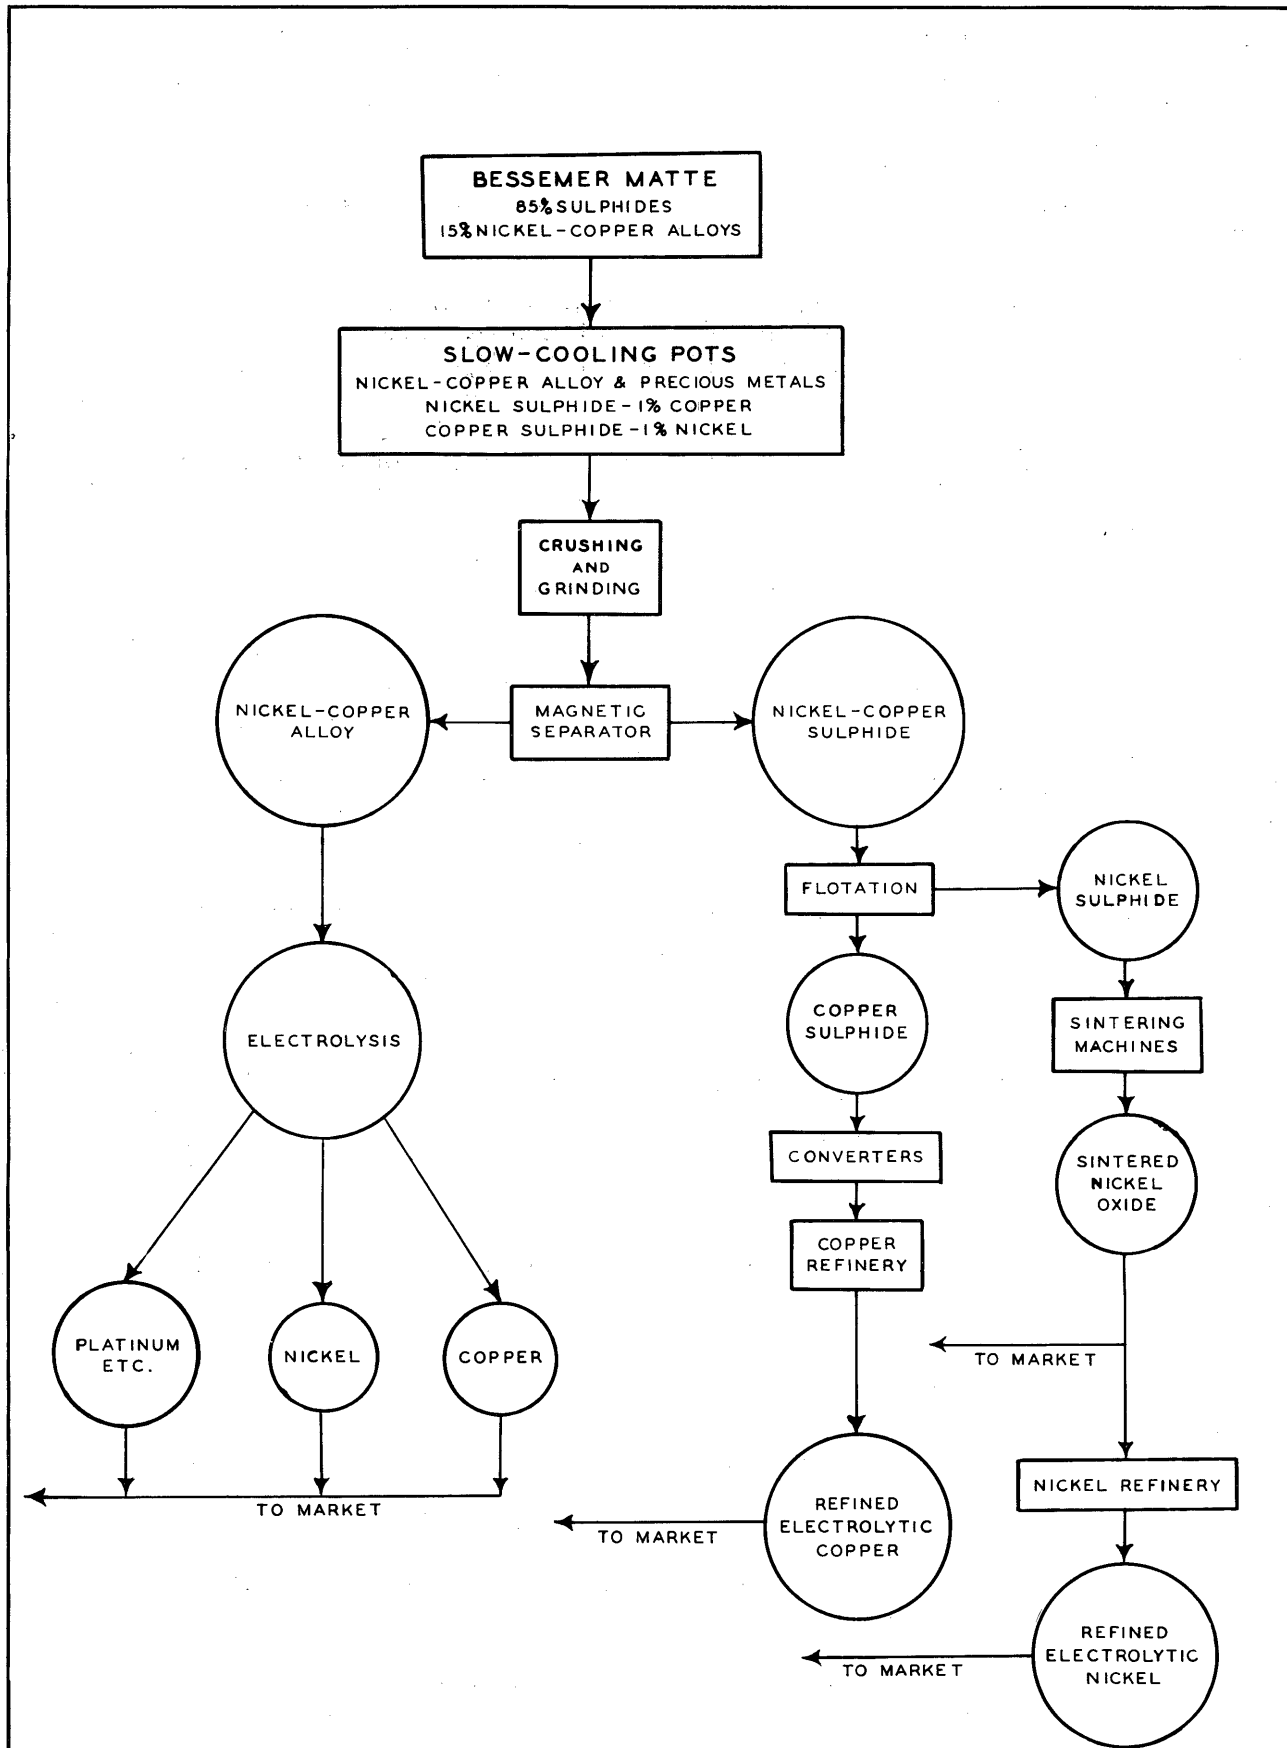 BESSEMER MATTE
85% SULPHIDES
15% NICKEL-COPPER ALLOYS
SLOW-COOLING POTS
NICKEL-COPPER ALLOY & PRECIOUS METALS
NICKEL SULPHIDE-1% COPPER
COPPER SULPHIDE-1% NICKEL
CRUSHING
AND
GRINDING
NICKEL-COPPER
ALLOY
MAGNETIC
SEPARATOR
NICKEL-COPPER
SULPHIDE
FLOTATION
NICKEL
SULPHIDE
COPPER
SULPHIDE
SINTERING
MACHINES
ELECTROLYSIS
CONVERTERS
SINTERED
NICKEL
OXIDE
COPPER
REFINERY
PLATINUM
ETC.
NICKEL
COPPER
TO MARKET
TO MARKET
NICKEL REFINERY
REFINED
ELECTROLYTIC
COPPER
TO MARKET
REFINED
ELECTROLYTIC
NICKEL
TO MARKET